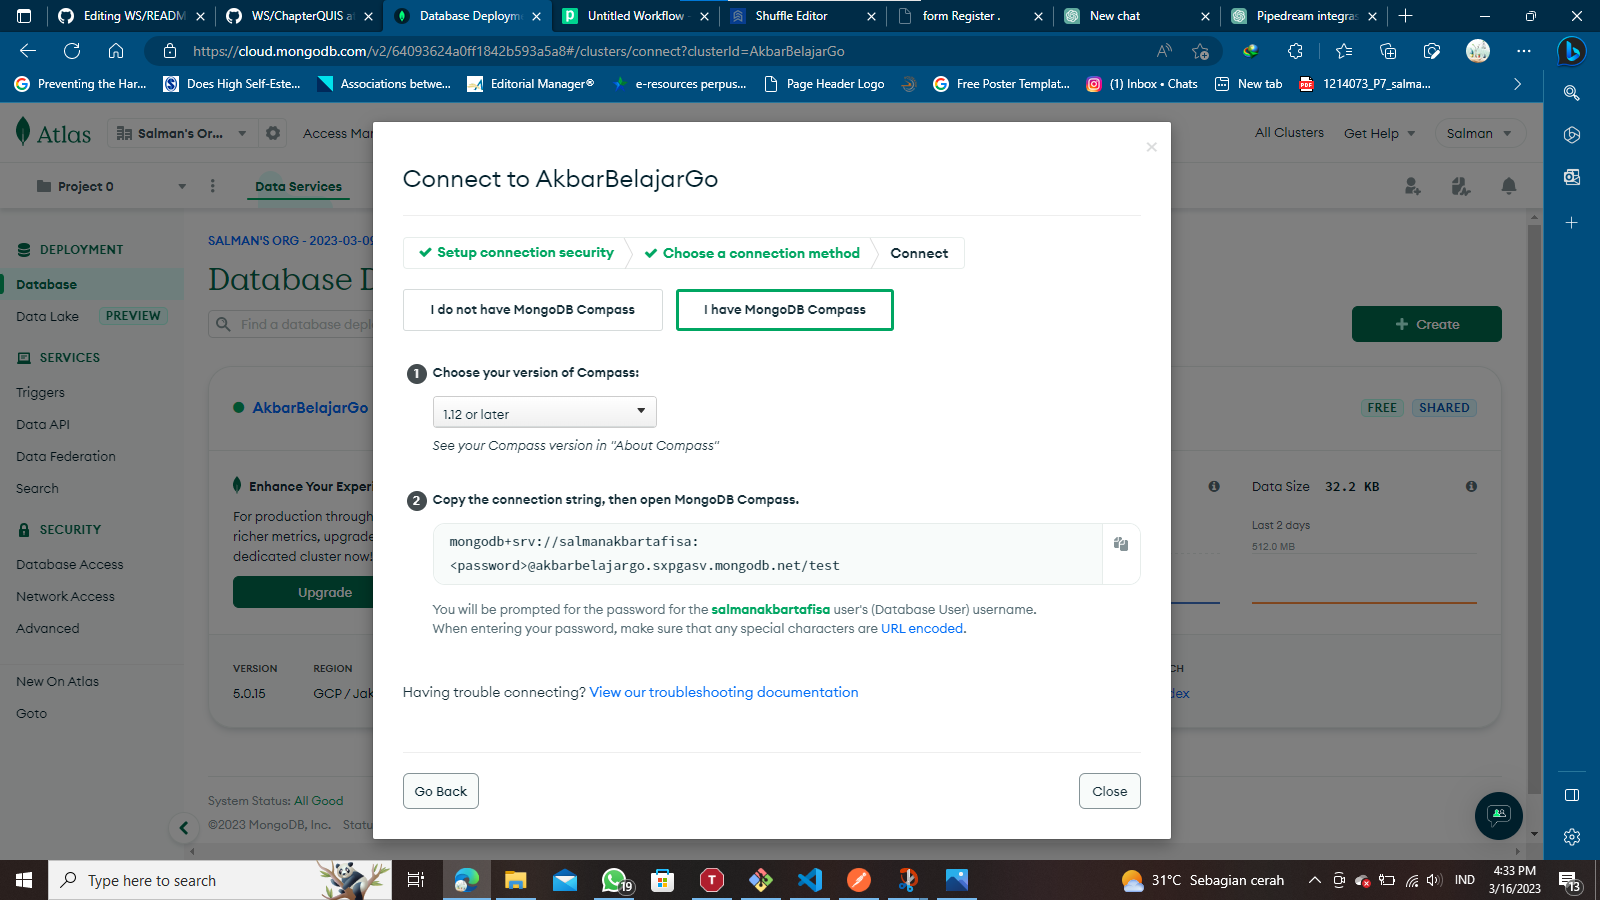 Editing WS/READM
WS/ChapterQUIS a
Database Deploym
Untitled Workflow -
Shuffle Editor
form Register .
New chat
Pipedream integras
https://cloud.mongodb.com/v2/64093624a0ff1842b593a5a8#/clusters/connect?clusterId=AkbarBelajarGo
Preventing the Har...
Does High Self-Este...
Associations betwe...
Editorial Manager®
e-resources perpus...
Page Header Logo
Free Poster Templat...
(1) Inbox • Chats
New tab
1214073_P7_salma...
Atlas
Salman's Or...
Access Man
All Clusters
Get Help
Salman
Project 0
Data Services
DEPLOYMENT
Database
Data Lake
PREVIEW
SERVICES
Triggers
Data API
Data Federation
Search
SECURITY
Database Access
Network Access
Advanced
New On Atlas
Goto
SALMAN'S ORG - 2023-03-09
Database D
Find a database depl
+ Create
AkbarBelajarGo
FREE
SHARED
Enhance Your Experi
For production through
richer metrics, upgrade
dedicated cluster now!
Upgrade
Data Size 32.2 KB
Last 2 days
512.0 MB
VERSION
REGION
5.0.15
GCP / Jak
CH
dex
System Status: All Good
©2023 MongoDB, Inc.
Statu
Connect to AkbarBelajarGo
Setup connection security
Choose a connection method
Connect
I do not have MongoDB Compass
I have MongoDB Compass
1 Choose your version of Compass:
1.12 or later
See your Compass version in "About Compass"
2 Copy the connection string, then open MongoDB Compass.
mongodb+srv://salmanakbartafisa:
<password>@akbarbelajargo.sxpgasv.mongodb.net/test
You will be prompted for the password for the salmanakbartafisa user's (Database User) username.
When entering your password, make sure that any special characters are URL encoded.
Having trouble connecting? View our troubleshooting documentation
Go Back
Close
Type here to search
19
31°C Sebagian cerah
IND
4:33 PM
3/16/2023
13